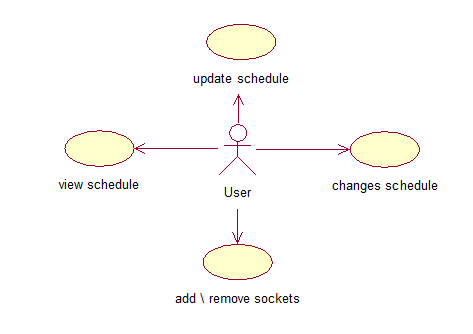 update schedule
view schedule
changes schedule
User
add \ remove sockets